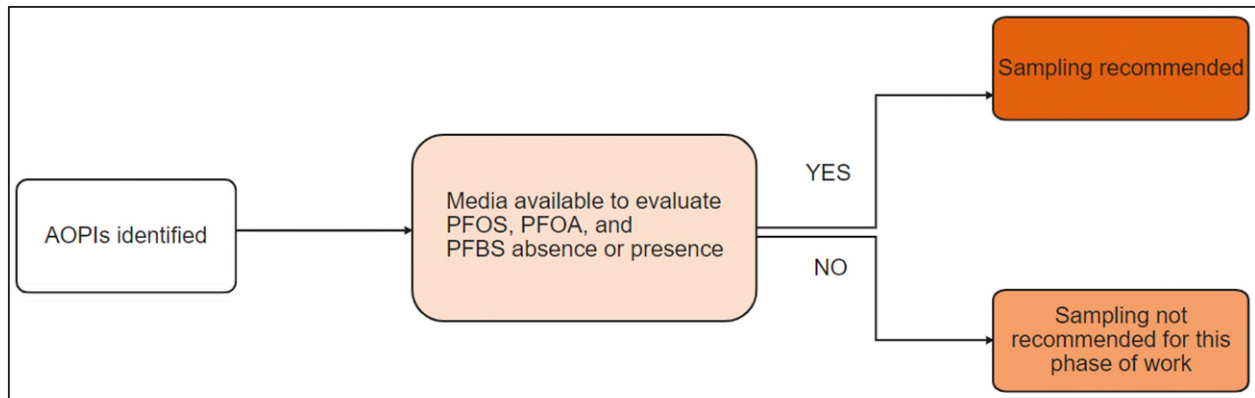 Sampling recommended
YES
Media available to evaluate
PFOS, PFOA, and
PFBS absence or presence
AOPIs identified
NO
Sampling not
recommended for this
phase of work